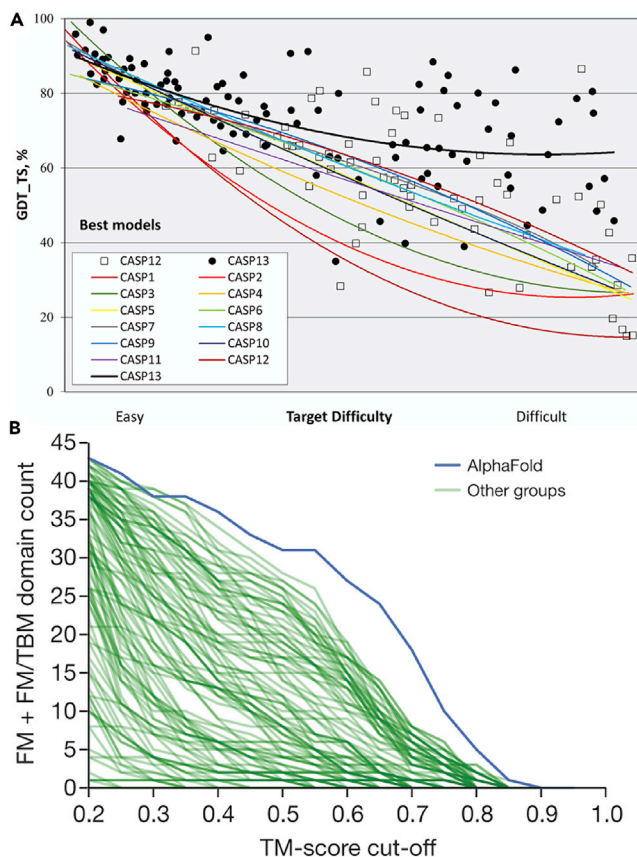 A
100
80
60
40
20
0
GDT_TS, %
Best models
CASP12 CASP13
CASP1 CASP2
CASP3 CASP4
CASP5 CASP6
CASP7 CASP8
CASP9 CASP10
CASP11 CASP12
CASP13
Easy Target Difficulty Difficult
B
45
40
35
30
25
20
15
10
5
0
FM + FM/TBM domain count
AlphaFold
Other groups
0.2 0.3 0.4 0.5 0.6 0.7 0.8 0.9 1.0
TM-score cut-off